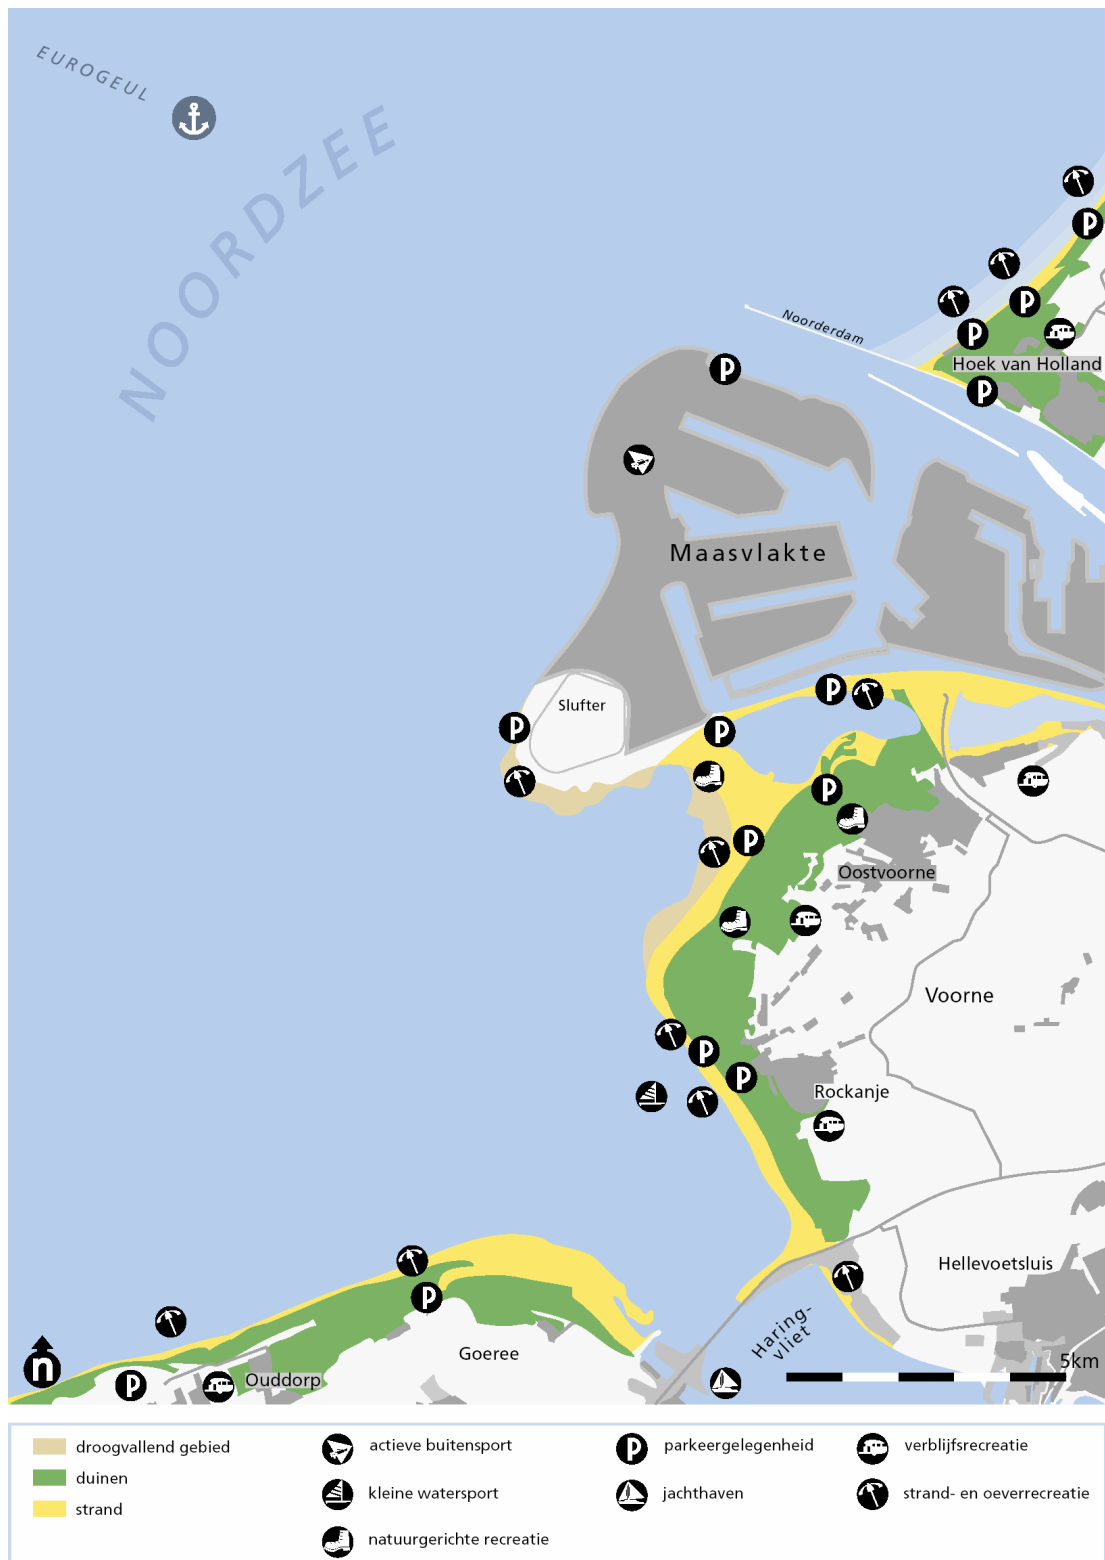 EUROGEUL
NOORDZEE
Noorderdam
P
P
P
Hoek van Holland
P
P
Maasvlakte
Slufter
P
P
P
P
P
Oostvoorne
Voorne
P
P
Rockanje
Hellevoetsluis
P
Haring-
vliet
Goeree
n
P
Ouddorp
5km
droogvallend gebied
duinen
strand
actieve buitensport
kleine watersport
natuurgerichte recreatie
P parkeergelegenheid
jachthaven
verblijfsrecreatie
strand- en oeverrecreatie